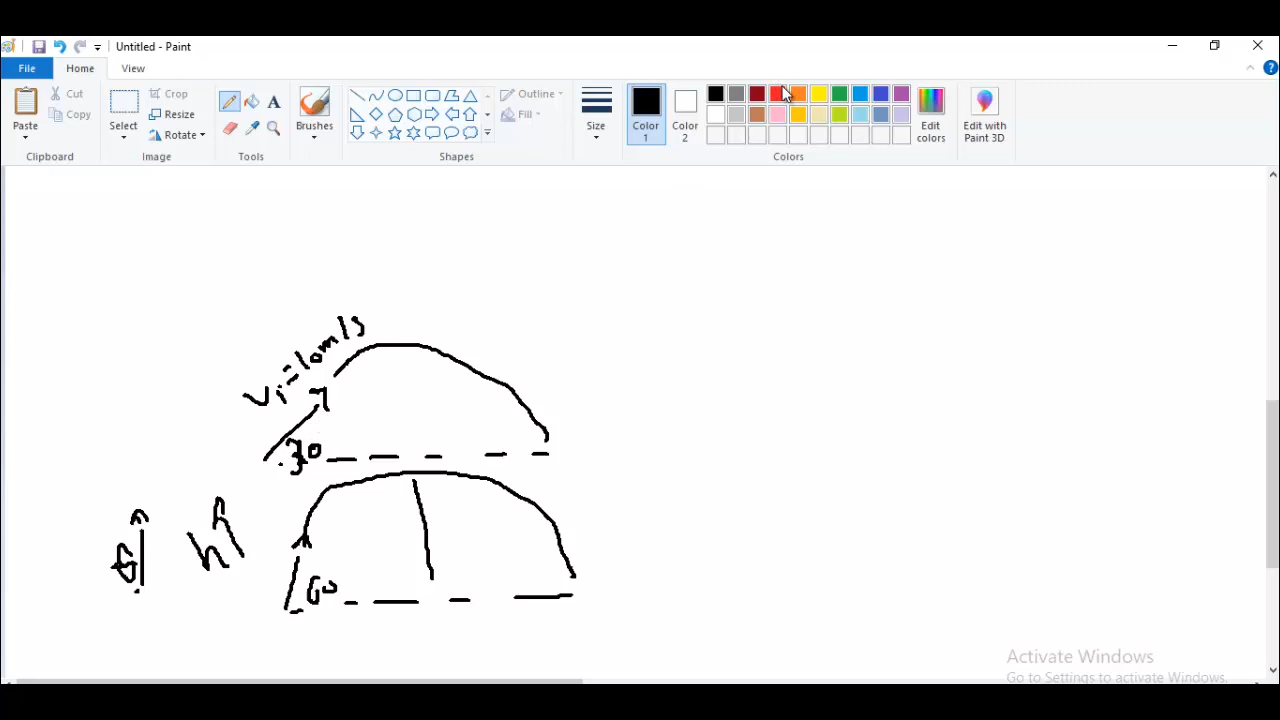 Untitled - Paint
File Home View
Paste
Cut
Copy
Clipboard
Select
Crop
Resize
Rotate
Image
A
Tools
Brushes
Shapes
Outline
Fill
Size
Color 1
Color 2
Edit colors
Colors
Edit with Paint 3D
Vi=10m/s
30
θ↑ h↑
60
Activate Windows
Go to Settings to activate Windows.